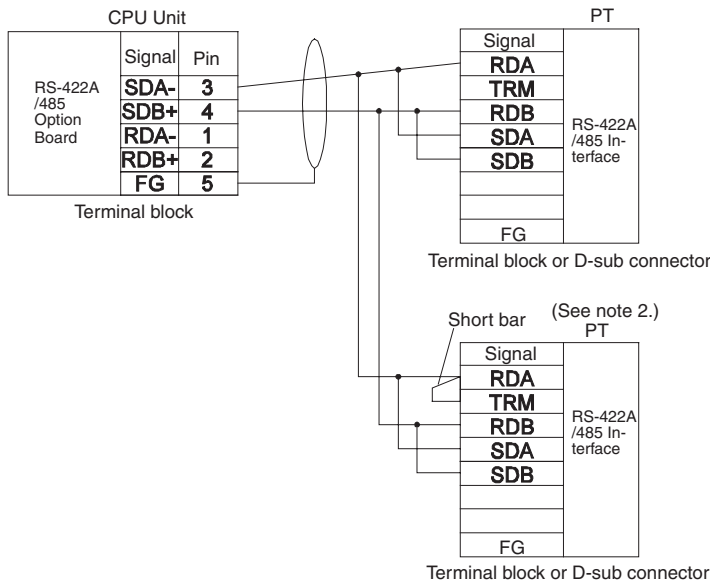 CPU Unit
Signal Pin
RS-422A
/485
Option
Board
SDA- 3
SDB+ 4
RDA- 1
RDB+ 2
FG 5
Terminal block
PT
Signal
RDA
TRM
RDB
SDA
SDB
FG
RS-422A
/485 In-
terface
Terminal block or D-sub connector
Short bar
(See note 2.)
PT
Signal
RDA
TRM
RDB
SDA
SDB
FG
RS-422A
/485 In-
terface
Terminal block or D-sub connector